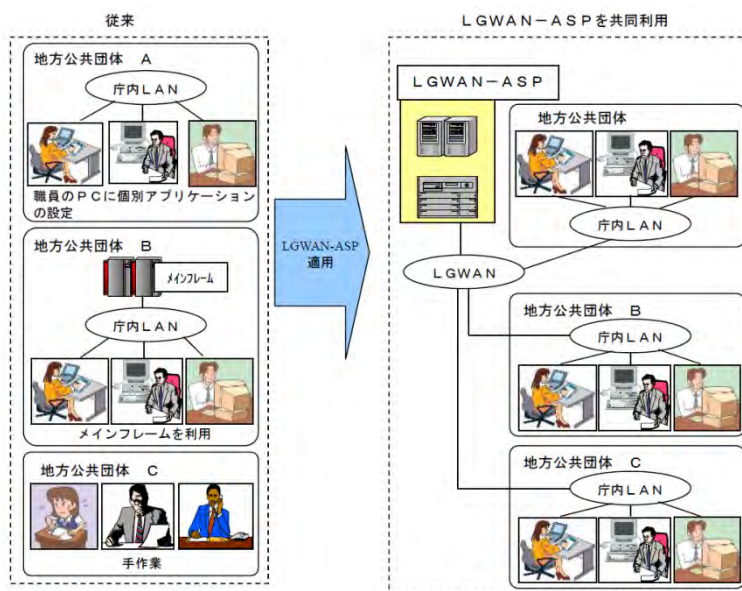 従来
地方公共団体　A
庁内LAN
職員のPCに個別アプリケーション
の設定
地方公共団体　B
メインフレーム
庁内LAN
メインフレームを利用
地方公共団体　C
手作業
LGWAN-ASP
適用
LGWAN－ASPを共同利用
LGWAN－ASP
地方公共団体
庁内LAN
LGWAN
地方公共団体　B
庁内LAN
地方公共団体　C
庁内LAN